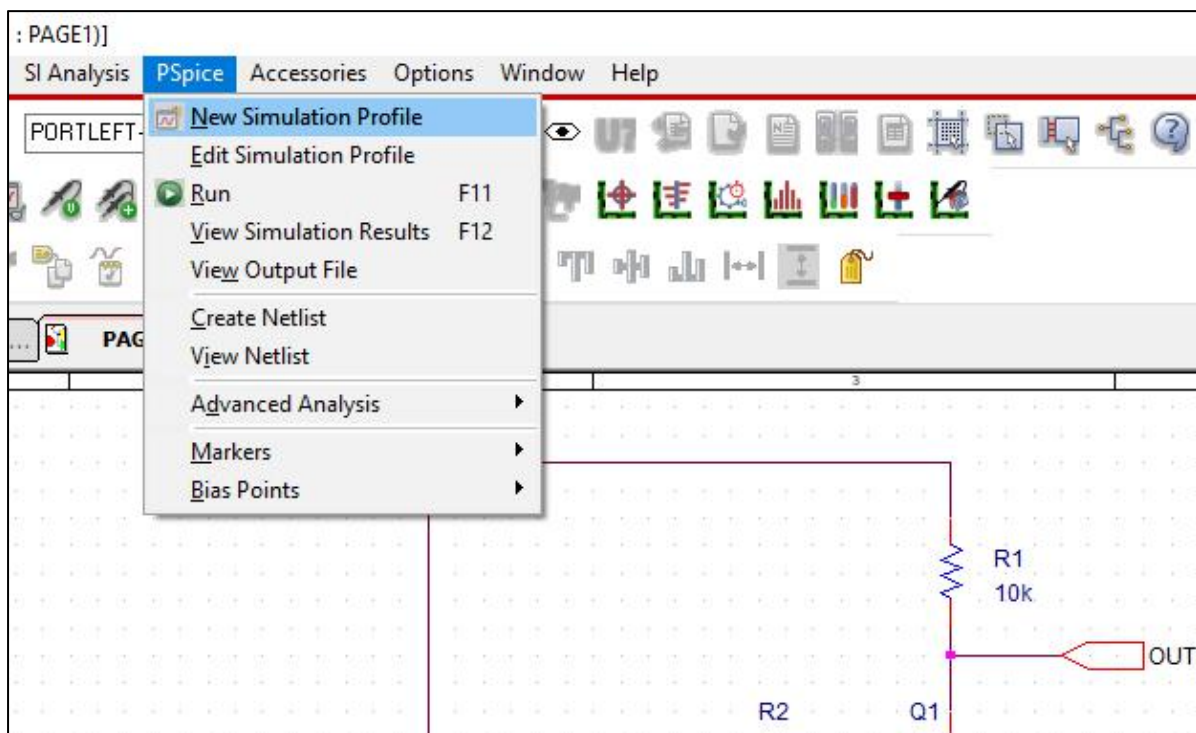 : PAGE1)]
SI Analysis PSpice Accessories Options Window Help
PORTLEFT-
New Simulation Profile
Edit Simulation Profile
Run F11
View Simulation Results F12
View Output File
Create Netlist
View Netlist
Advanced Analysis
Markers
Bias Points
U?
... PAG
3
R1
10k
OUT
R2 Q1